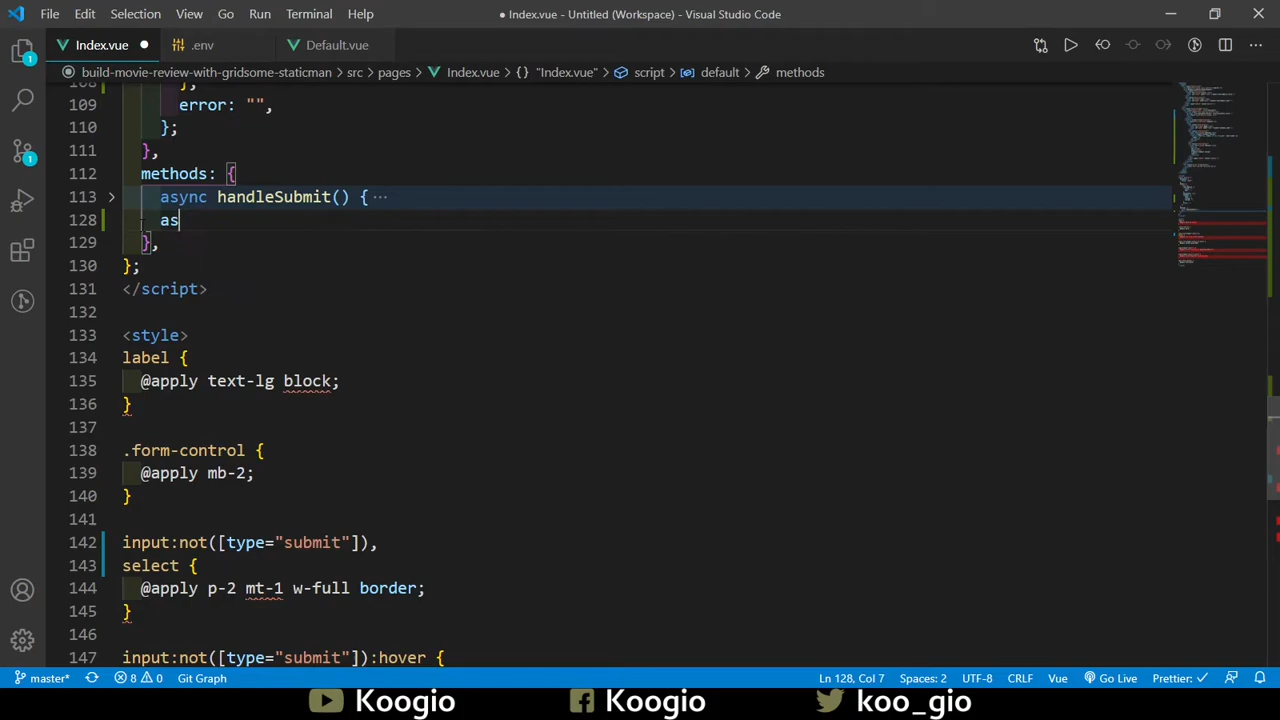 File Edit Selection View Go Run Terminal Help
● Index.vue - Untitled (Workspace) - Visual Studio Code
Index.vue ● .env Default.vue
build-movie-review-with-gridsome-staticman > src > pages > Index.vue > {} "Index.vue" > script > default > methods
108 },
109 error: "",
110 };
111 },
112 methods: {
113 async handleSubmit() { ···
128 as
129 },
130 };
131 </script>
132
133 <style>
134 label {
135 @apply text-lg block;
136 }
137
138 .form-control {
139 @apply mb-2;
140 }
141
142 input:not([type="submit"]),
143 select {
144 @apply p-2 mt-1 w-full border;
145 }
146
147 input:not([type="submit"]):hover {
1
1
master* 8 0 Git Graph Ln 128, Col 7 Spaces: 2 UTF-8 CRLF Vue Go Live Prettier: ✓
Koogio Koogio koo_gio